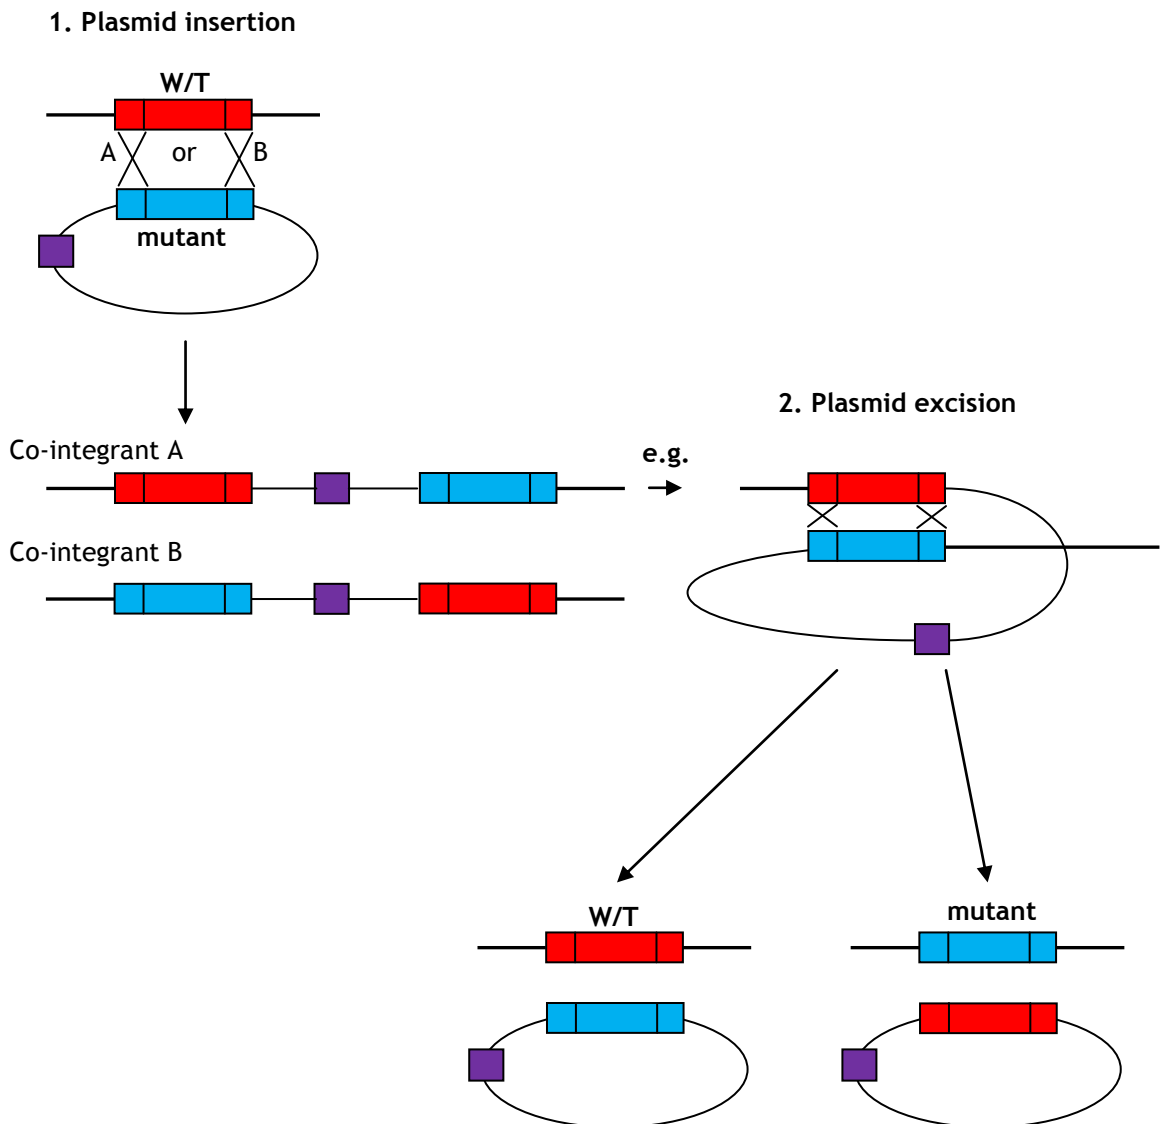 1. Plasmid insertion
W/T
A or B
mutant
Co-integrant A
Co-integrant B
e.g.
2. Plasmid excision
W/T
mutant